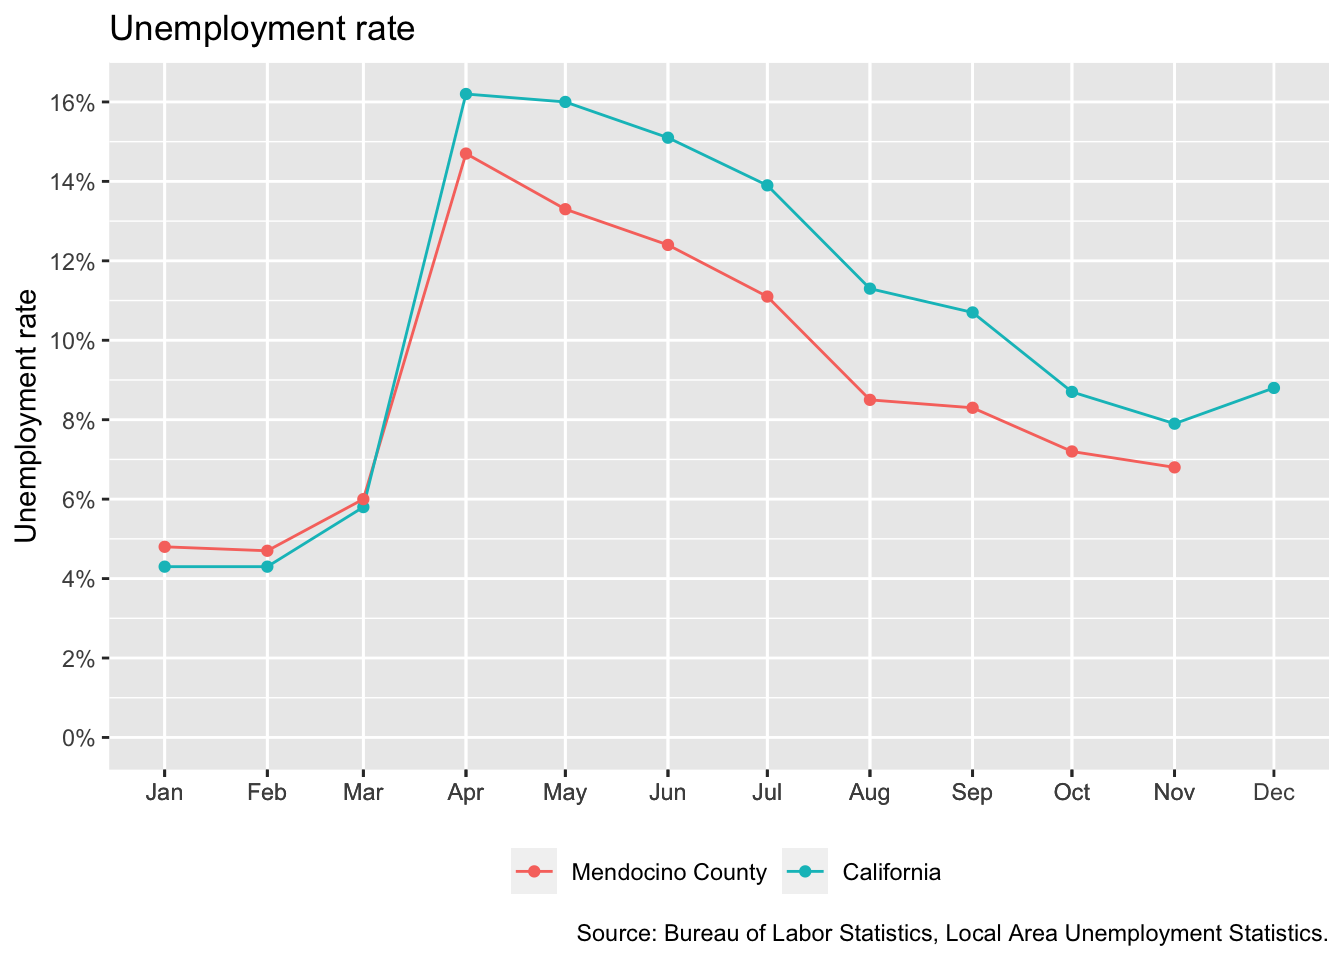 Unemployment rate
Unemployment rate
16%
14%
12%
10%
8%
6%
4%
2%
0%
Jan Feb Mar Apr May Jun Jul Aug Sep Oct Nov Dec
Mendocino County California
Source: Bureau of Labor Statistics, Local Area Unemployment Statistics.